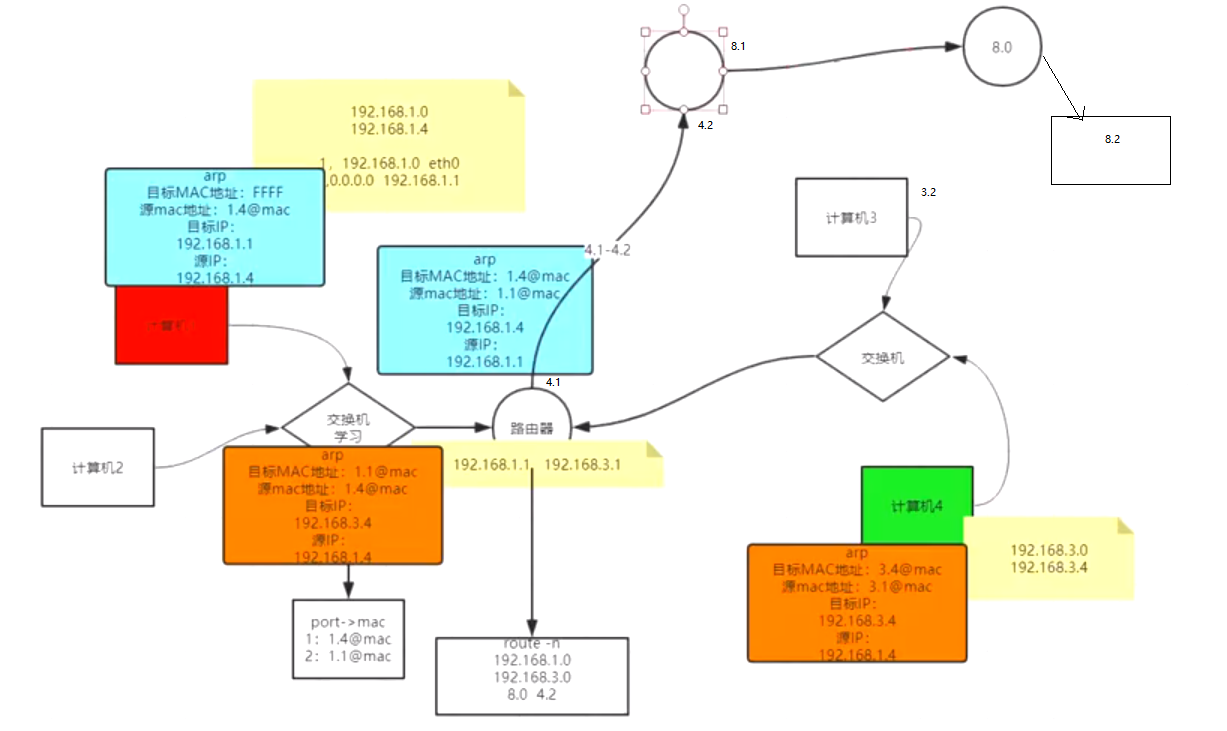 8.1
8.0
4.2
8.2
192.168.1.0
192.168.1.4
1，192.168.1.0 eth0
,0.0.0.0 192.168.1.1
arp
目标MAC地址：FFFF
源mac地址：1.4@mac
目标IP：
192.168.1.1
源IP：
192.168.1.4
计算机
3.2
计算机3
4.1-4.2
arp
目标MAC地址：1.4@mac
源mac地址：1.1@mac
目标IP：
192.168.1.4
源IP：
192.168.1.1
4.1
交换机
交换机
学习
路由器
计算机2
192.168.1.1 192.168.3.1
arp
目标MAC地址：1.1@mac
源mac地址：1.4@mac
目标IP：
192.168.3.4
源IP：
192.168.1.4
计算机4
192.168.3.0
192.168.3.4
arp
目标MAC地址：3.4@mac
源mac地址：3.1@mac
目标IP：
192.168.3.4
源IP：
192.168.1.4
port->mac
1：1.4@mac
2：1.1@mac
route -n
192.168.1.0
192.168.3.0
8.0 4.2